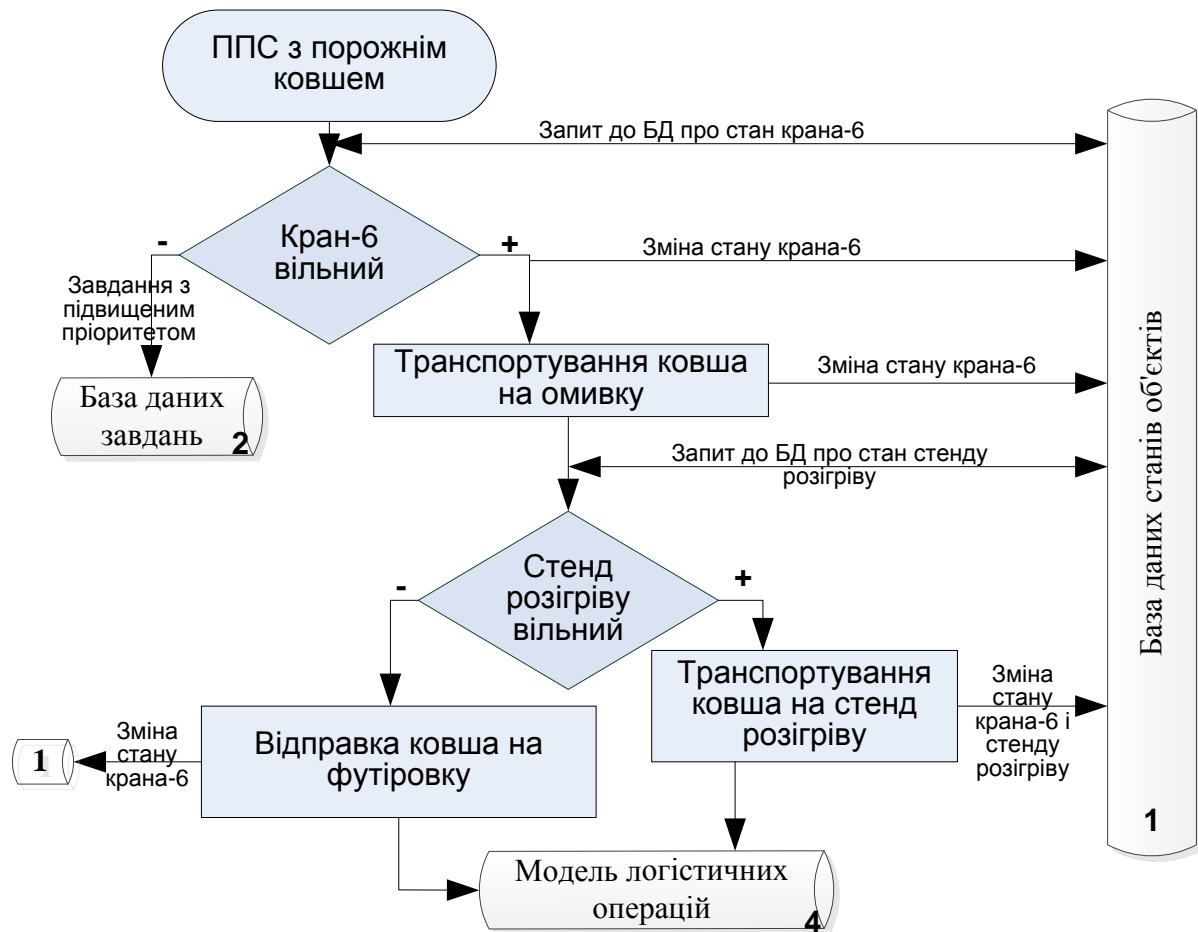 ППС з порожнім
ковшем
Запит до БД про стан крана-6
Кран-6
вільний
-
+
Зміна стану крана-6
Завдання з
підвищеним
пріоритетом
База даних
завдань
2
Транспортування ковша
на омивку
Зміна стану крана-6
Запит до БД про стан стенду
розігріву
Стенд
розігріву
вільний
-
+
Транспортування
ковша на стенд
розігріву
Зміна
стану
крана-6 і
стенду
розігріву
Відправка ковша на
футіровку
Зміна
стану
крана-6
1
Модель логістичних
операцій
4
База даних станів об'єктів
1